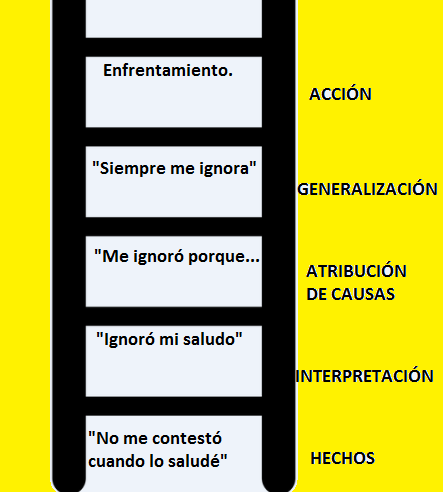 Enfrentamiento.
ACCIÓN
"Siempre me ignora"
GENERALIZACIÓN
"Me ignoró porque...
ATRIBUCIÓN
DE CAUSAS
"Ignoró mi saludo"
INTERPRETACIÓN
"No me contestó
cuando lo saludé"
HECHOS